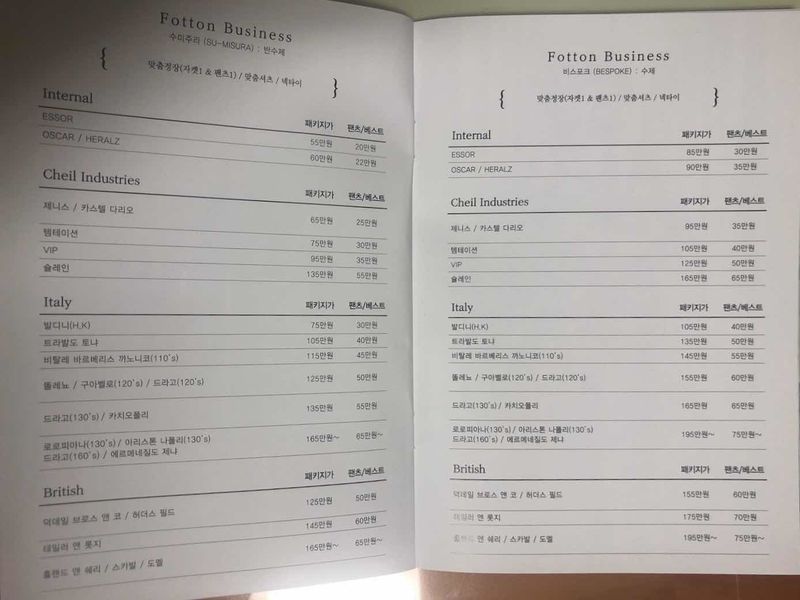 Fotton Business
수미주라 (SU-MISURA) : 반수제
{ 맞춤정장(자켓1 & 팬츠1) / 맞춤셔츠 / 넥타이 }
Internal 패키지가 팬츠/베스트
ESSOR 55만원 20만원
OSCAR / HERALZ 60만원 22만원
Cheil Industries 패키지가 팬츠/베스트
제니스 / 카스텔 다리오 65만원 25만원
템테이션 75만원 30만원
VIP 95만원 35만원
슐레인 135만원 55만원
Italy 패키지가 팬츠/베스트
발디니(H.K) 75만원 30만원
트라발도 토냐 105만원 40만원
비탈레 바르베리스 까노니코(110's) 115만원 45만원
똘레뇨 / 구아벨로(120's) / 드라고(120's) 125만원 50만원
드라고(130's) / 카치오폴리 135만원 55만원
로로피아나(130's) / 아리스톤 나폴리(130's)
드라고(160's) / 에르메네질도 제냐 165만원~ 65만원~
British 패키지가 팬츠/베스트
덕데일 브로스 앤 코 / 허더스 필드 125만원 50만원
테일러 앤 롯지 145만원 60만원
홀랜드 앤 쉐리 / 스카발 / 도멜 165만원~ 65만원~
Fotton Business
비스포크 (BESPOKE) : 수제
{ 맞춤정장(자켓1 & 팬츠1) / 맞춤셔츠 / 넥타이 }
Internal 패키지가 팬츠/베스트
ESSOR 85만원 30만원
OSCAR / HERALZ 90만원 35만원
Cheil Industries 패키지가 팬츠/베스트
제니스 / 카스텔 다리오 95만원 35만원
템테이션 105만원 40만원
VIP 125만원 50만원
슐레인 165만원 65만원
Italy 패키지가 팬츠/베스트
발디니(H.K) 105만원 40만원
트라발도 토냐 135만원 50만원
비탈레 바르베리스 까노니코(110's) 145만원 55만원
똘레뇨 / 구아벨로(120's) / 드라고(120's) 155만원 60만원
드라고(130's) / 카치오폴리 165만원 65만원
로로피아나(130's) / 아리스톤 나폴리(130's)
드라고(160's) / 에르메네질도 제냐 195만원~ 75만원~
British 패키지가 팬츠/베스트
덕데일 브로스 앤 코 / 허더스 필드 155만원 60만원
테일러 앤 롯지 175만원 70만원
홀랜드 앤 쉐리 / 스카발 / 도멜 195만원~ 75만원~